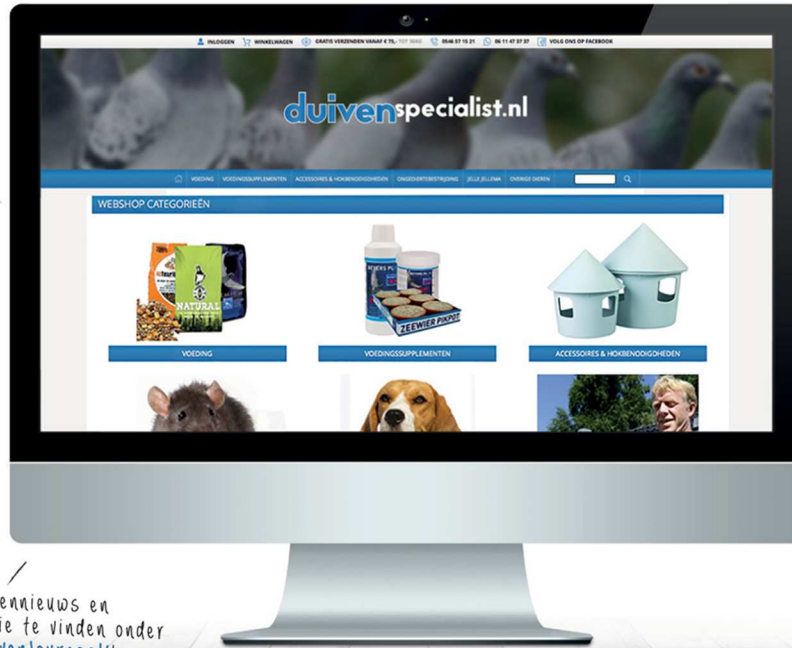 INLOGGEN WINKELWAGEN GRATIS VERZENDEN VANAF € 75,- 0546 57 15 21 06 11 47 37 37 VOLG ONS OP FACEBOOK
duivenspecialist.nl
VOEDING VOEDINGSSUPPLEMENTEN ACCESSOIRES & HOKBENODIGDHEDEN ONGEDIERTEBESTRIJDING JELLE JELLEMA OVERIGE DIEREN
WEBSHOP CATEGORIEËN
NATURAL
BEYERS PL
ZEEWIER PIKPOT
VOEDING VOEDINGSSUPPLEMENTEN ACCESSOIRES & HOKBENODIGDHEDEN
ennieuws en
ie te vinden onder